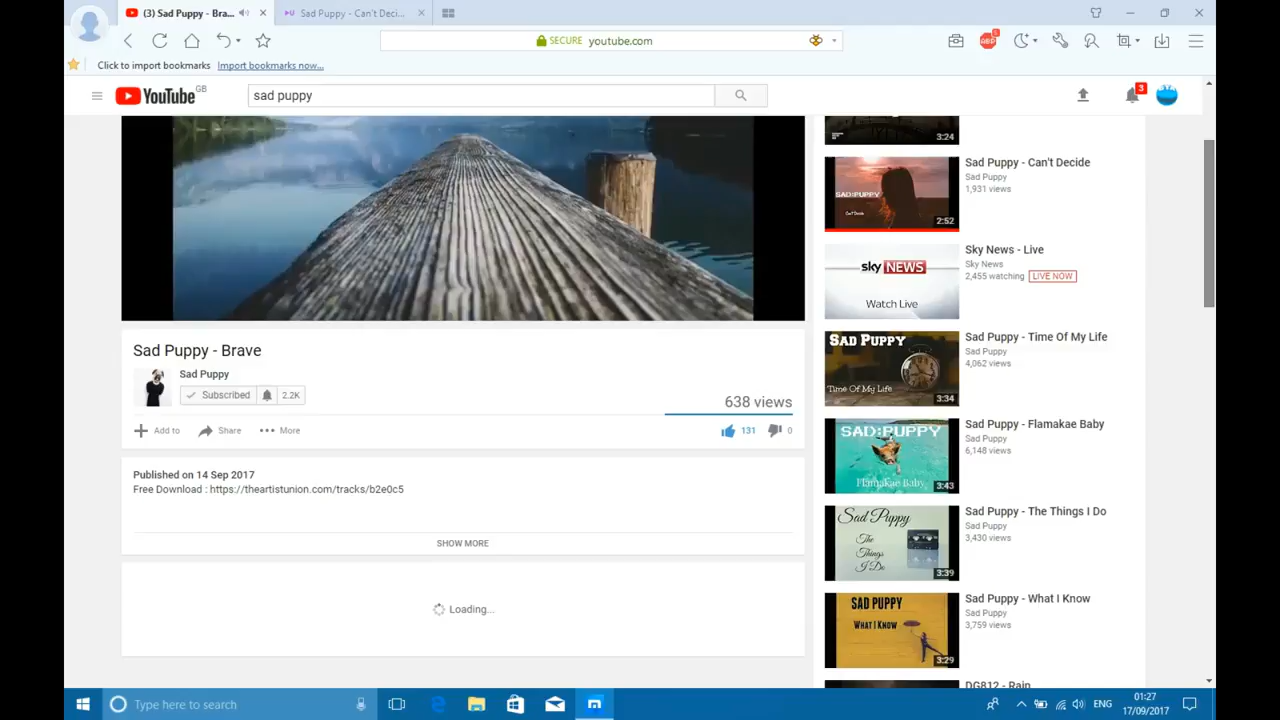 (3) Sad Puppy - Bra...
Sad Puppy - Can't Deci...
SECURE youtube.com
Click to import bookmarks Import bookmarks now...
YouTube GB
sad puppy
3
3:24
Sad Puppy - Can't Decide
Sad Puppy
1,931 views
SAD:PUPPY
Can't Decide
2:52
Sky News - Live
Sky News
2,455 watching LIVE NOW
sky NEWS
Watch Live
Sad Puppy - Brave
Sad Puppy
Subscribed 2.2K
638 views
Add to Share More
131 0
Sad Puppy - Time Of My Life
Sad Puppy
4,062 views
SAD PUPPY
Time Of My Life
3:34
Sad Puppy - Flamakae Baby
Sad Puppy
6,148 views
SAD:PUPPY
Flamakae Baby
3:43
Published on 14 Sep 2017
Free Download : https://theartistunion.com/tracks/b2e0c5
SHOW MORE
Sad Puppy - The Things I Do
Sad Puppy
3,430 views
Sad Puppy
The
Things
I Do
3:39
Loading...
Sad Puppy - What I Know
Sad Puppy
3,759 views
SAD PUPPY
WHAT I KNOW
3:29
DG812 - Rain
Type here to search
ENG
01:27
17/09/2017